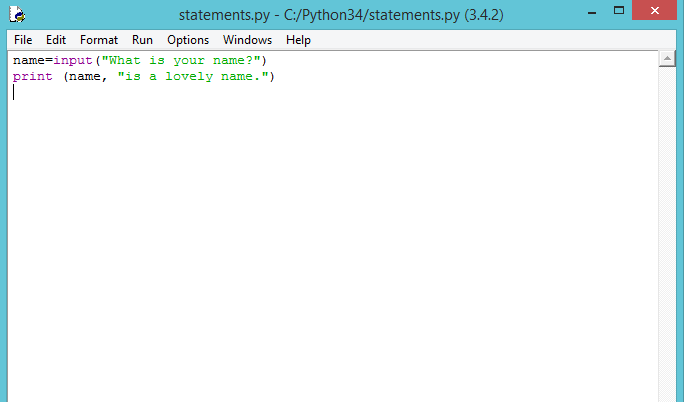 statements.py - C:/Python34/statements.py (3.4.2)
File Edit Format Run Options Windows Help
name=input("What is your name?")
print (name, "is a lovely name.")